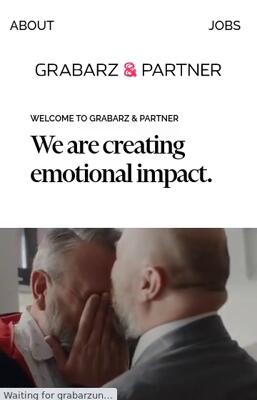 ABOUT
JOBS
GRABARZ & PARTNER
WELCOME TO GRABARZ & PARTNER
We are creating
emotional impact.
Waiting for grabarzun...